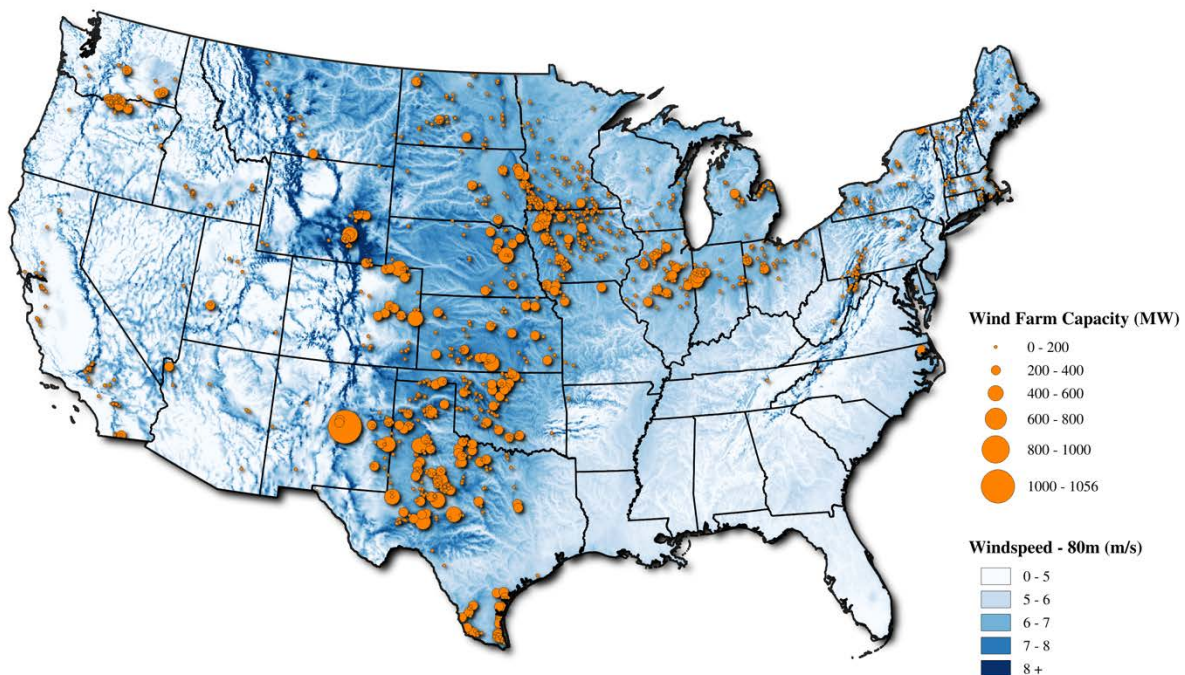 Wind Farm Capacity (MW)
0 - 200
200 - 400
400 - 600
600 - 800
800 - 1000
1000 - 1056
Windspeed - 80m (m/s)
0 - 5
5 - 6
6 - 7
7 - 8
8 +